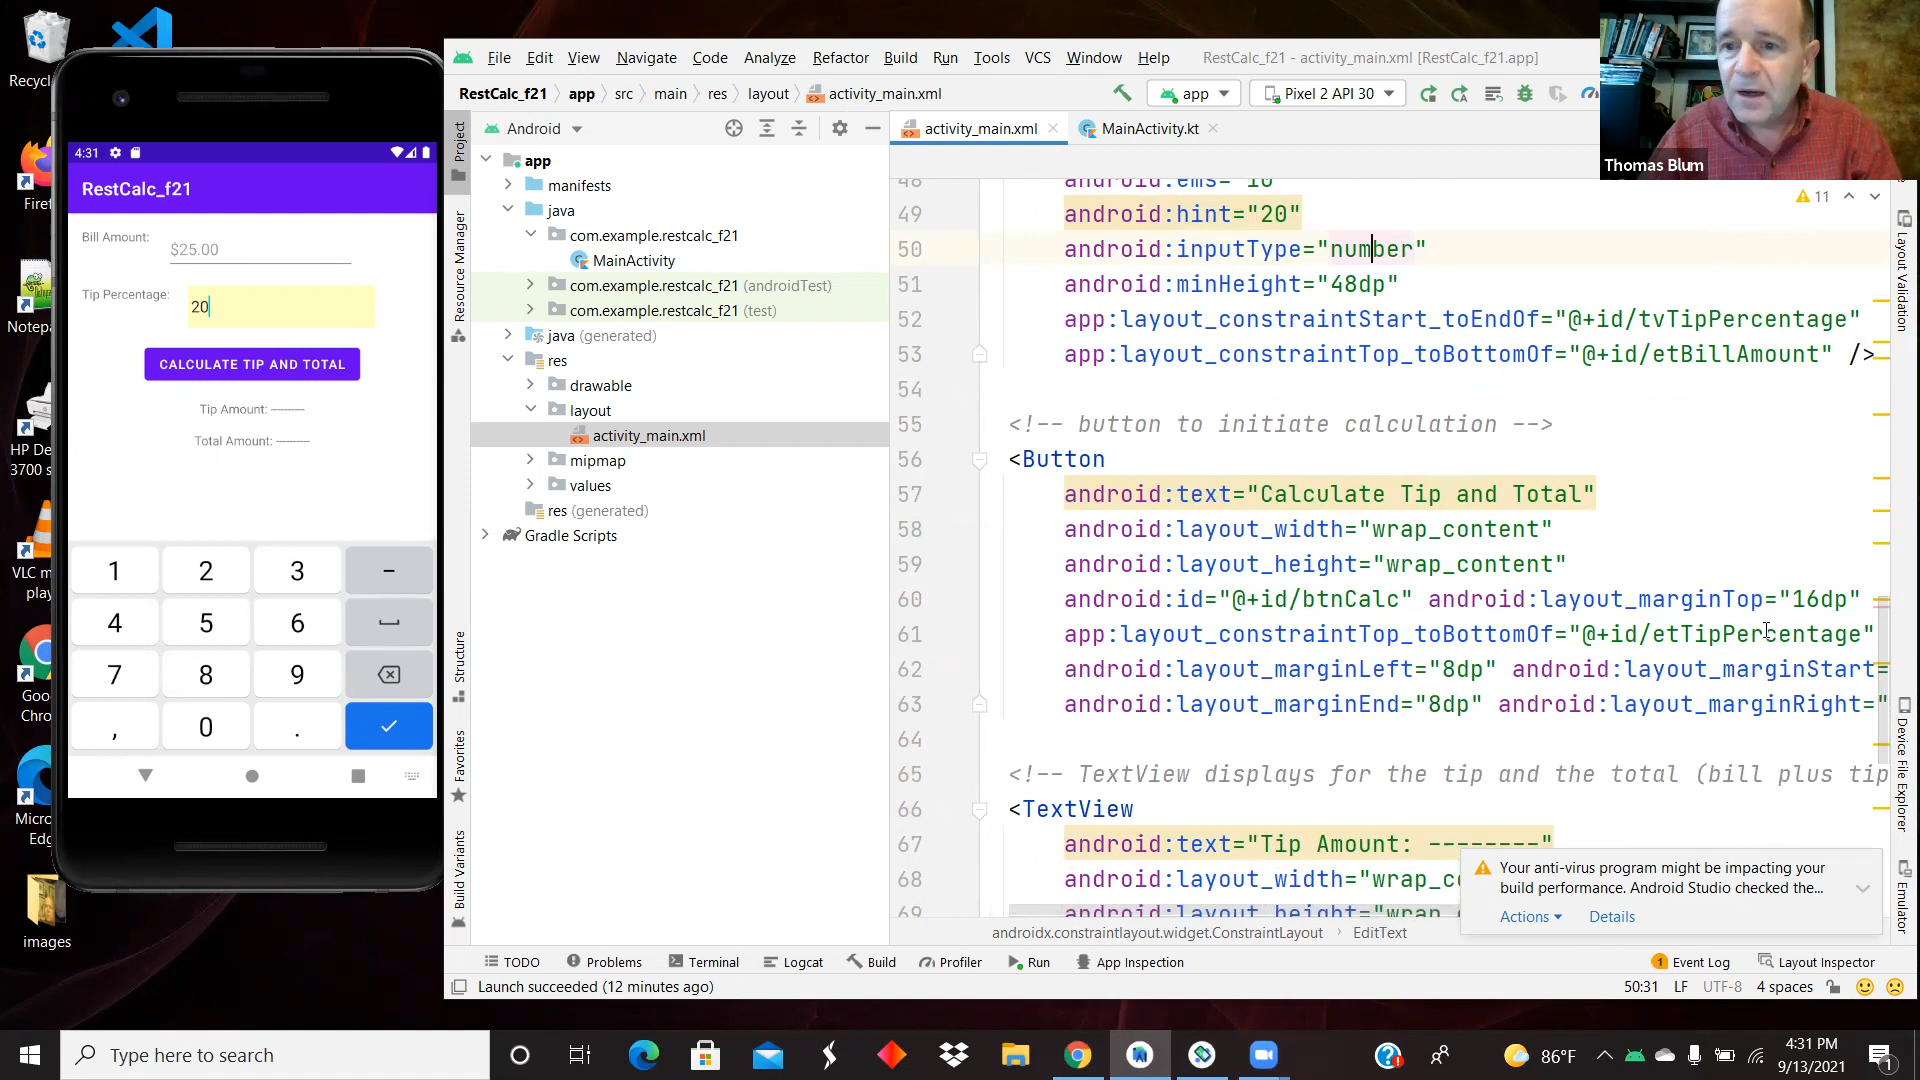 Recycle
Firef
Notepa
HP De
3700 s
VLC m
play
Goo
Chro
Micro
Edg
images
4:31
RestCalc_f21
Bill Amount:
$25.00
Tip Percentage:
20
CALCULATE TIP AND TOTAL
Tip Amount: --------
Total Amount: --------
1 2 3 -
4 5 6
7 8 9
, 0 .
File Edit View Navigate Code Analyze Refactor Build Run Tools VCS Window Help RestCalc_f21 - activity_main.xml [RestCalc_f21.app]
RestCalc_f21 app src main res layout activity_main.xml app Pixel 2 API 30
Thomas Blum
Project
Resource Manager
Structure
Favorites
Build Variants
Android
app
manifests
java
com.example.restcalc_f21
MainActivity
com.example.restcalc_f21 (androidTest)
com.example.restcalc_f21 (test)
java (generated)
res
drawable
layout
activity_main.xml
mipmap
values
res (generated)
Gradle Scripts
activity_main.xml MainActivity.kt
11
48 android:ems="10"
49 android:hint="20"
50 android:inputType="number"
51 android:minHeight="48dp"
52 app:layout_constraintStart_toEndOf="@+id/tvTipPercentage"
53 app:layout_constraintTop_toBottomOf="@+id/etBillAmount" />
54
55 <!-- button to initiate calculation -->
56 <Button
57 android:text="Calculate Tip and Total"
58 android:layout_width="wrap_content"
59 android:layout_height="wrap_content"
60 android:id="@+id/btnCalc" android:layout_marginTop="16dp"
61 app:layout_constraintTop_toBottomOf="@+id/etTipPercentage"
62 android:layout_marginLeft="8dp" android:layout_marginStart=
63 android:layout_marginEnd="8dp" android:layout_marginRight="
64
65 <!-- TextView displays for the tip and the total (bill plus tip
66 <TextView
67 android:text="Tip Amount: --------"
68 android:layout_width="wrap_co
69 android:layout_height="wrap
Your anti-virus program might be impacting your
build performance. Android Studio checked the...
Actions Details
Layout Validation
Device File Explorer
Emulator
androidx.constraintlayout.widget.ConstraintLayout EditText
TODO Problems Terminal Logcat Build Profiler Run App Inspection 1 Event Log Layout Inspector
Launch succeeded (12 minutes ago) 50:31 LF UTF-8 4 spaces
Type here to search
86°F
4:31 PM
9/13/2021
1